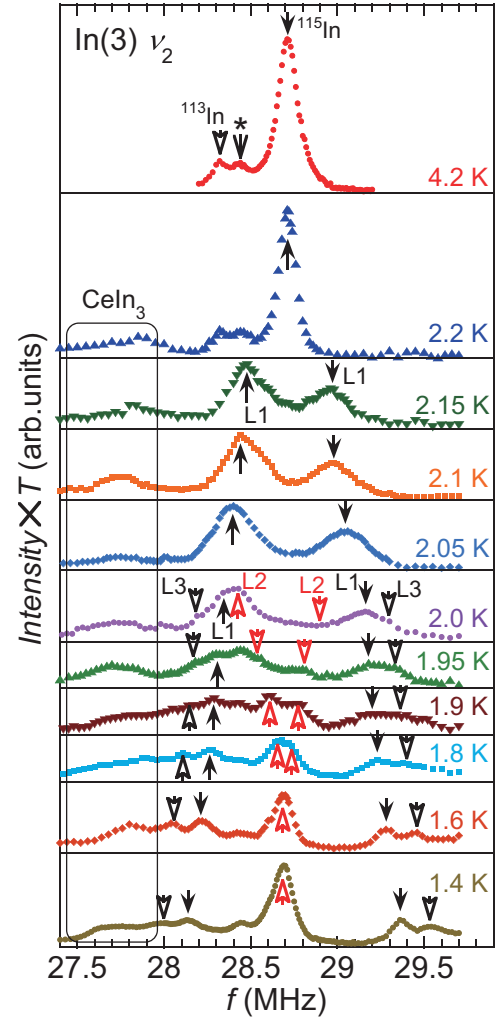 In(3) ν₂
¹¹⁵In
¹¹³In
*
4.2 K
CeIn₃
2.2 K
L1
L1
2.15 K
2.1 K
2.05 K
L3
L2
L2
L1
L3
2.0 K
L1
1.95 K
1.9 K
1.8 K
1.6 K
1.4 K
Intensity × T (arb.units)
27.5 28 28.5 29 29.5
f (MHz)